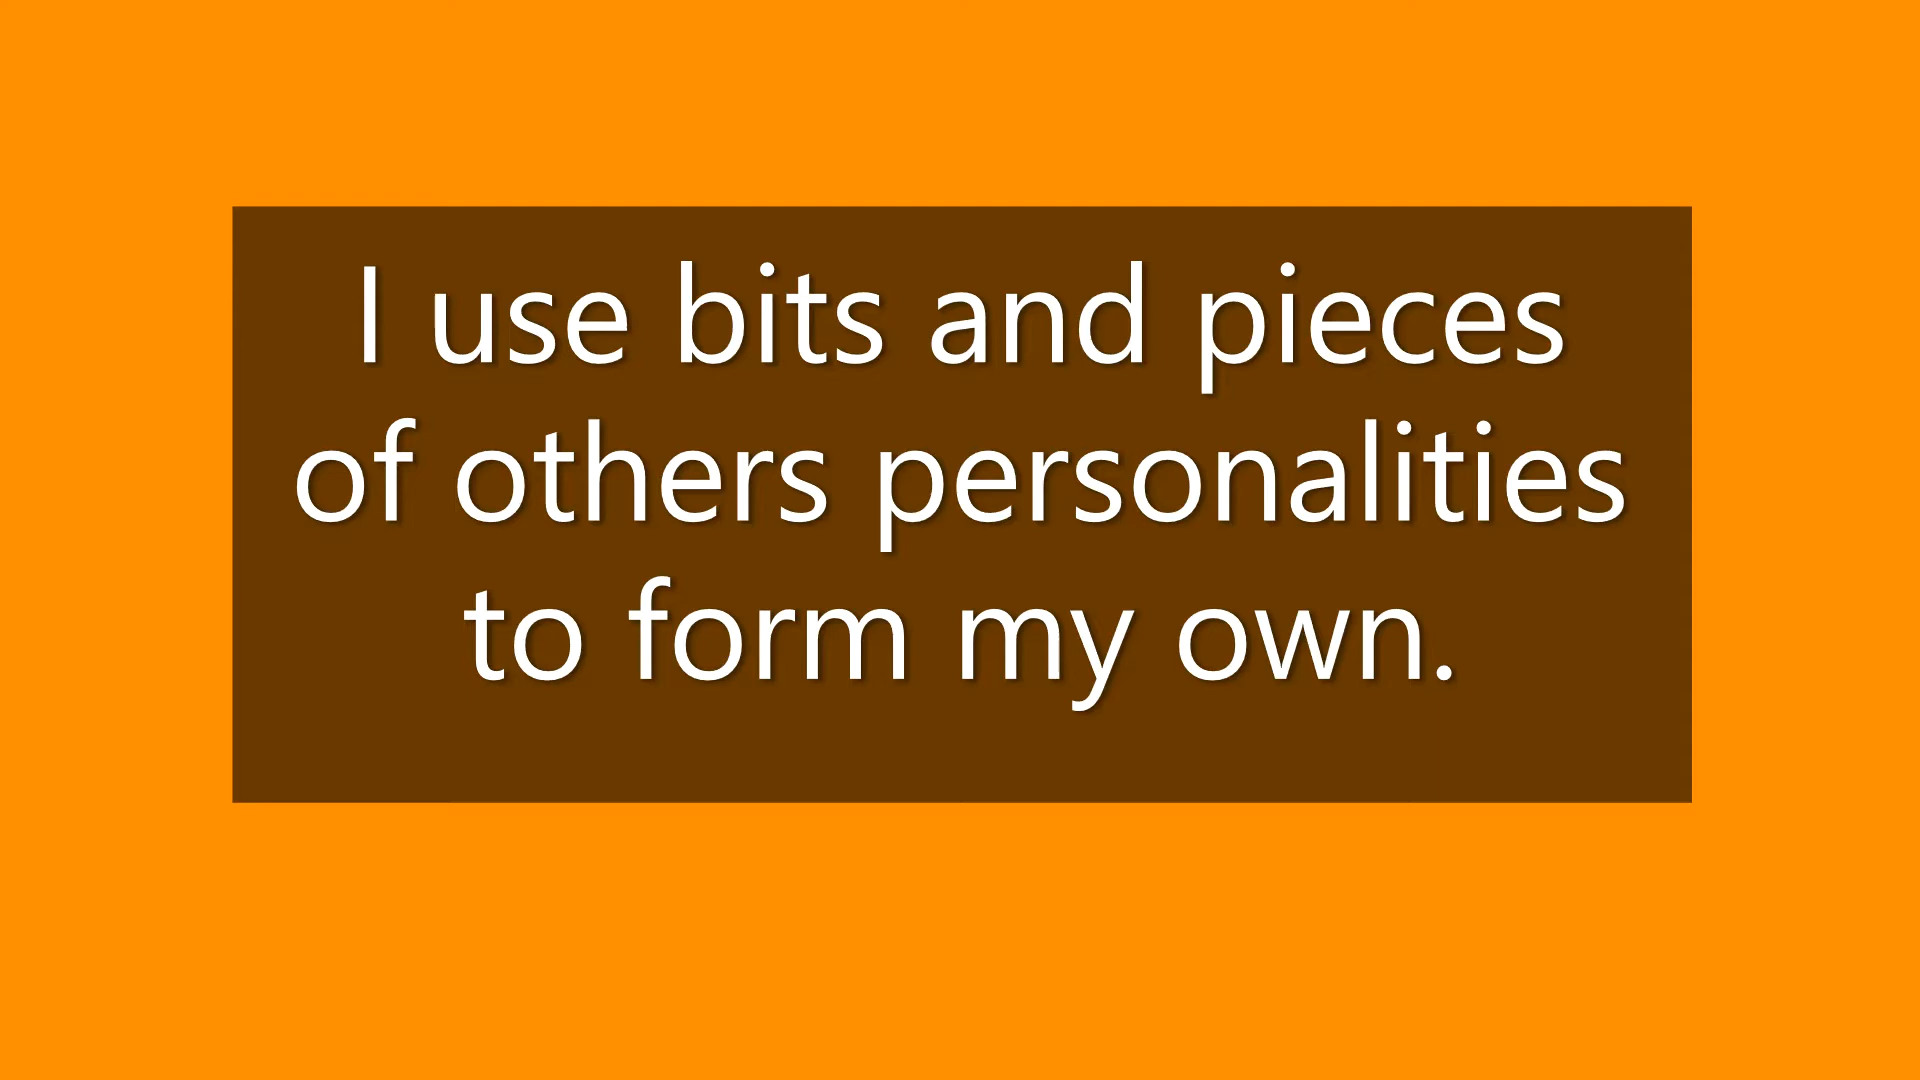 I use bits and pieces
of others personalities
to form my own.